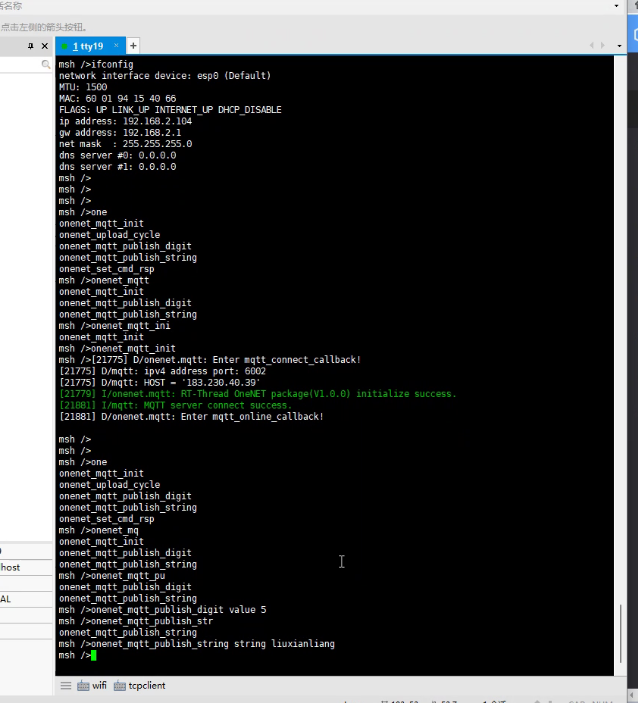 点击左侧的箭头按钮。
1 tty19
msh />ifconfig
network interface device: esp0 (Default)
MTU: 1500
MAC: 60 01 94 15 40 66
FLAGS: UP LINK_UP INTERNET_UP DHCP_DISABLE
ip address: 192.168.2.104
gw address: 192.168.2.1
net mask  : 255.255.255.0
dns server #0: 0.0.0.0
dns server #1: 0.0.0.0
msh />
msh />
msh />
msh />one
onenet_mqtt_init
onenet_upload_cycle
onenet_mqtt_publish_digit
onenet_mqtt_publish_string
onenet_set_cmd_rsp
msh />onenet_mqtt
onenet_mqtt_init
onenet_mqtt_publish_digit
onenet_mqtt_publish_string
msh />onenet_mqtt_ini
onenet_mqtt_init
msh />onenet_mqtt_init
msh />[21775] D/onenet.mqtt: Enter mqtt_connect_callback!
[21775] D/mqtt: ipv4 address port: 6002
[21775] D/mqtt: HOST = '183.230.40.39'
[21779] I/onenet.mqtt: RT-Thread OneNET package(V1.0.0) initialize success.
[21881] I/mqtt: MQTT server connect success.
[21881] D/onenet.mqtt: Enter mqtt_online_callback!
msh />
msh />
msh />one
onenet_mqtt_init
onenet_upload_cycle
onenet_mqtt_publish_digit
onenet_mqtt_publish_string
onenet_set_cmd_rsp
msh />onenet_mq
onenet_mqtt_init
onenet_mqtt_publish_digit
onenet_mqtt_publish_string
msh />onenet_mqtt_pu
onenet_mqtt_publish_digit
onenet_mqtt_publish_string
msh />onenet_mqtt_publish_digit value 5
msh />onenet_mqtt_publish_str
onenet_mqtt_publish_string
msh />onenet_mqtt_publish_string string liuxianliang
msh />
host
AL
wifi
tcpclient